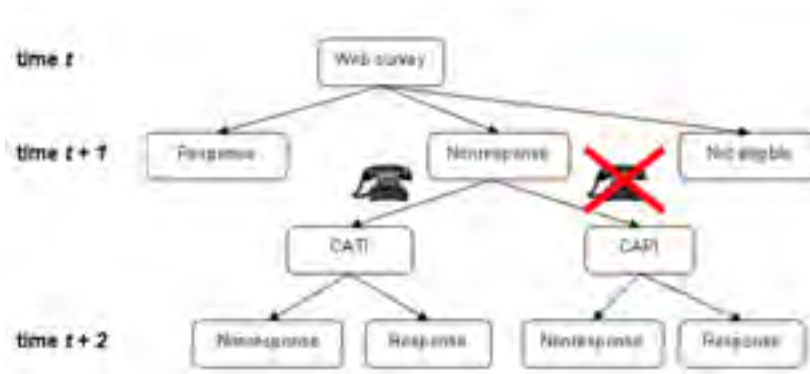 time t
Web survey
time t + 1
Response
Nonresponse
Not eligible
CATI
CAPI
time t + 2
Nonresponse
Response
Nonresponse
Response